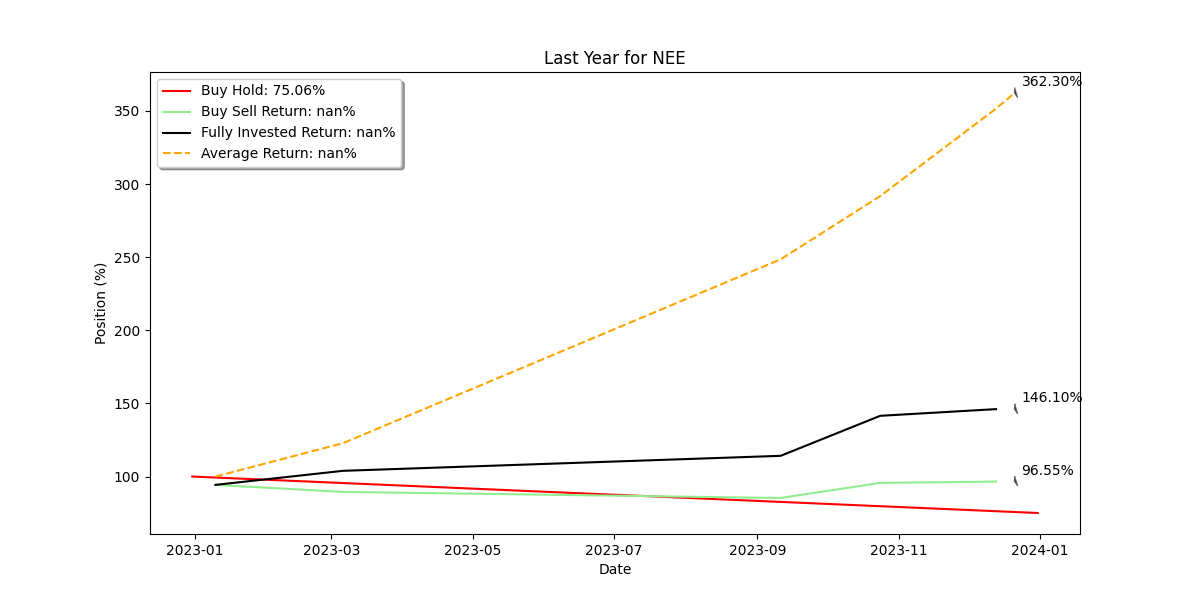 Last Year for NEE
Buy Hold: 75.06%
Buy Sell Return: nan%
Fully Invested Return: nan%
Average Return: nan%
362.30%
146.10%
96.55%
Position (%)
350
300
250
200
150
100
2023-01
2023-03
2023-05
2023-07
2023-09
2023-11
2024-01
Date